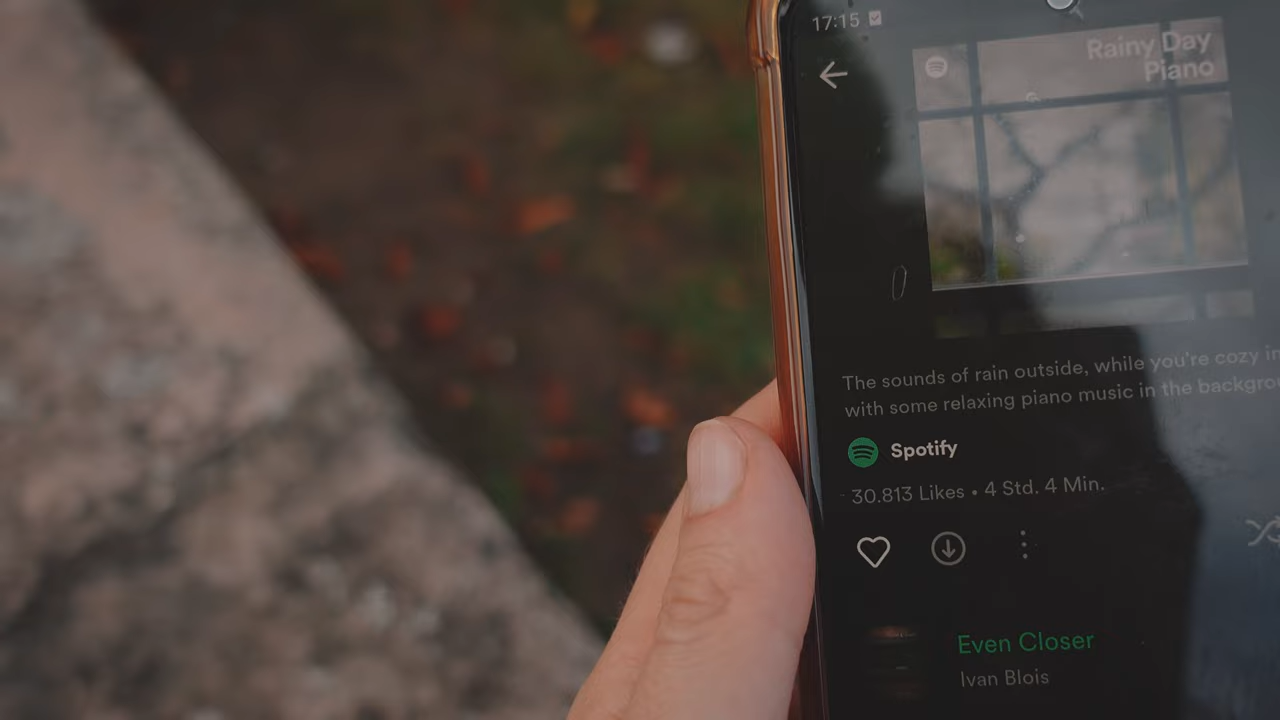 17:15
Rainy Day
Piano
The sounds of rain outside, while you're cozy in
with some relaxing piano music in the
Spotify
30.813 Likes • 4 Std. 4 Min.
Even Closer
Ivan Blois